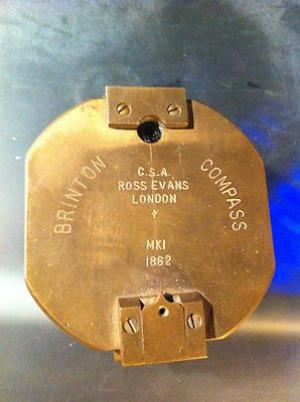 BRINTON COMPASS
C.S.A.
ROSS EVANS
LONDON
↑
MKI
1862